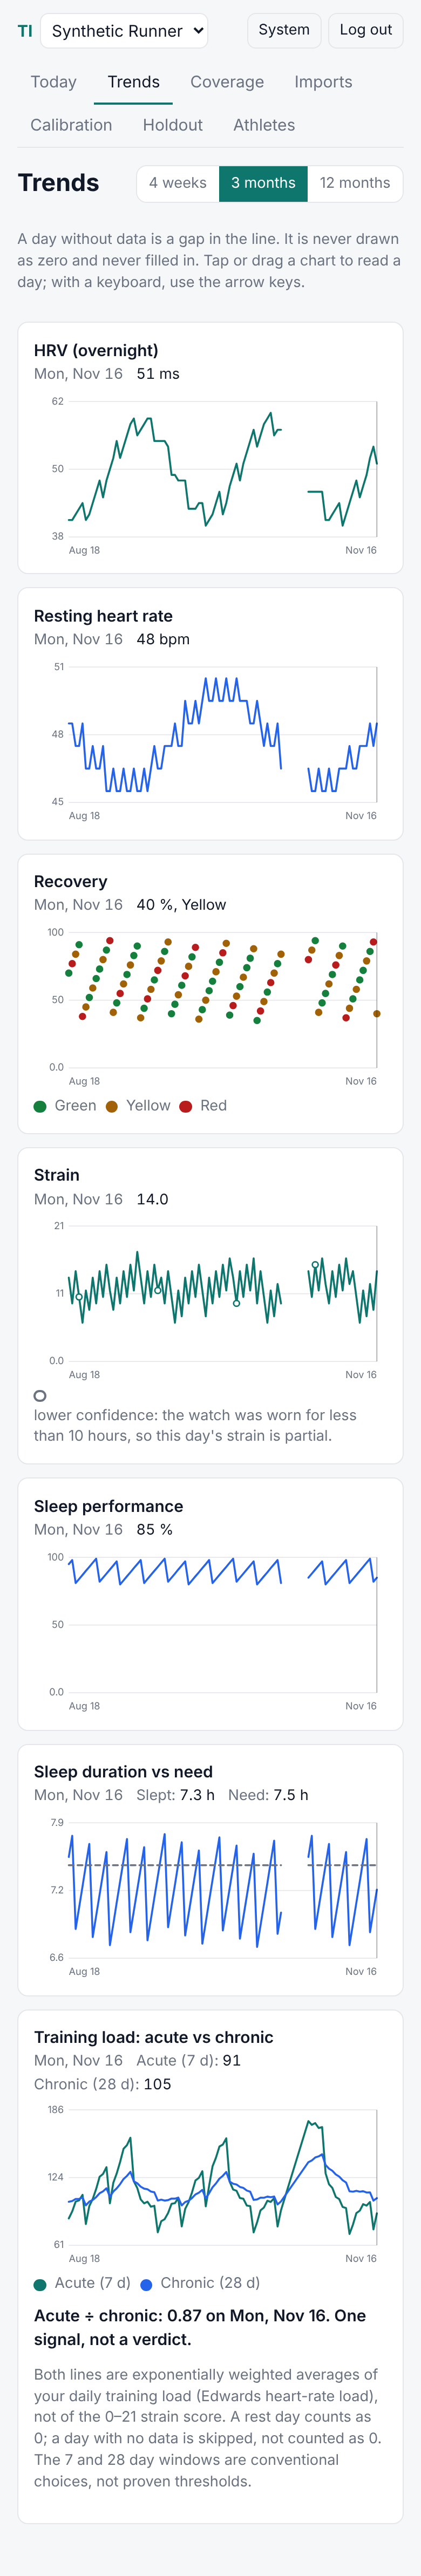 TI Synthetic Runner System Log out
Today Trends Coverage Imports
Calibration Holdout Athletes
Trends 4 weeks 3 months 12 months
A day without data is a gap in the line. It is never drawn
as zero and never filled in. Tap or drag a chart to read a
day; with a keyboard, use the arrow keys.
HRV (overnight)
Mon, Nov 16 51 ms
62
50
38
Aug 18 Nov 16
Resting heart rate
Mon, Nov 16 48 bpm
51
48
45
Aug 18 Nov 16
Recovery
Mon, Nov 16 40 %, Yellow
100
50
0.0
Aug 18 Nov 16
Green Yellow Red
Strain
Mon, Nov 16 14.0
21
11
0.0
Aug 18 Nov 16
lower confidence: the watch was worn for less
than 10 hours, so this day's strain is partial.
Sleep performance
Mon, Nov 16 85 %
100
50
0.0
Aug 18 Nov 16
Sleep duration vs need
Mon, Nov 16 Slept: 7.3 h Need: 7.5 h
7.9
7.2
6.6
Aug 18 Nov 16
Training load: acute vs chronic
Mon, Nov 16 Acute (7 d): 91
Chronic (28 d): 105
186
124
61
Aug 18 Nov 16
Acute (7 d) Chronic (28 d)
Acute ÷ chronic: 0.87 on Mon, Nov 16. One
signal, not a verdict.
Both lines are exponentially weighted averages of
your daily training load (Edwards heart-rate load),
not of the 0–21 strain score. A rest day counts as
0; a day with no data is skipped, not counted as 0.
The 7 and 28 day windows are conventional
choices, not proven thresholds.